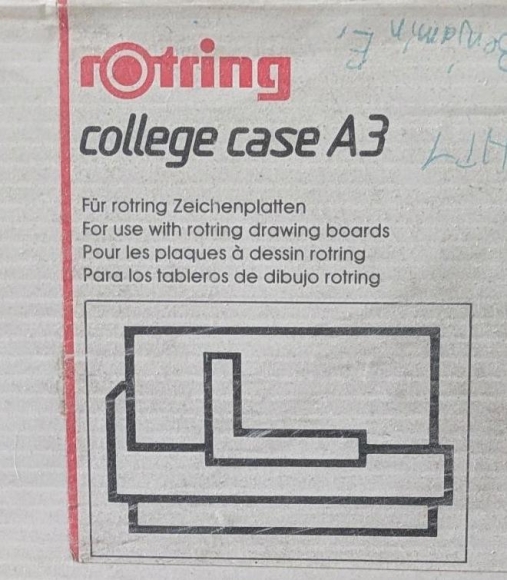 rotring
college case A3
Für rotring Zeichenplatten
For use with rotring drawing boards
Pour les plaques à dessin rotring
Para los tableros de dibujo rotring
Benjamin E.